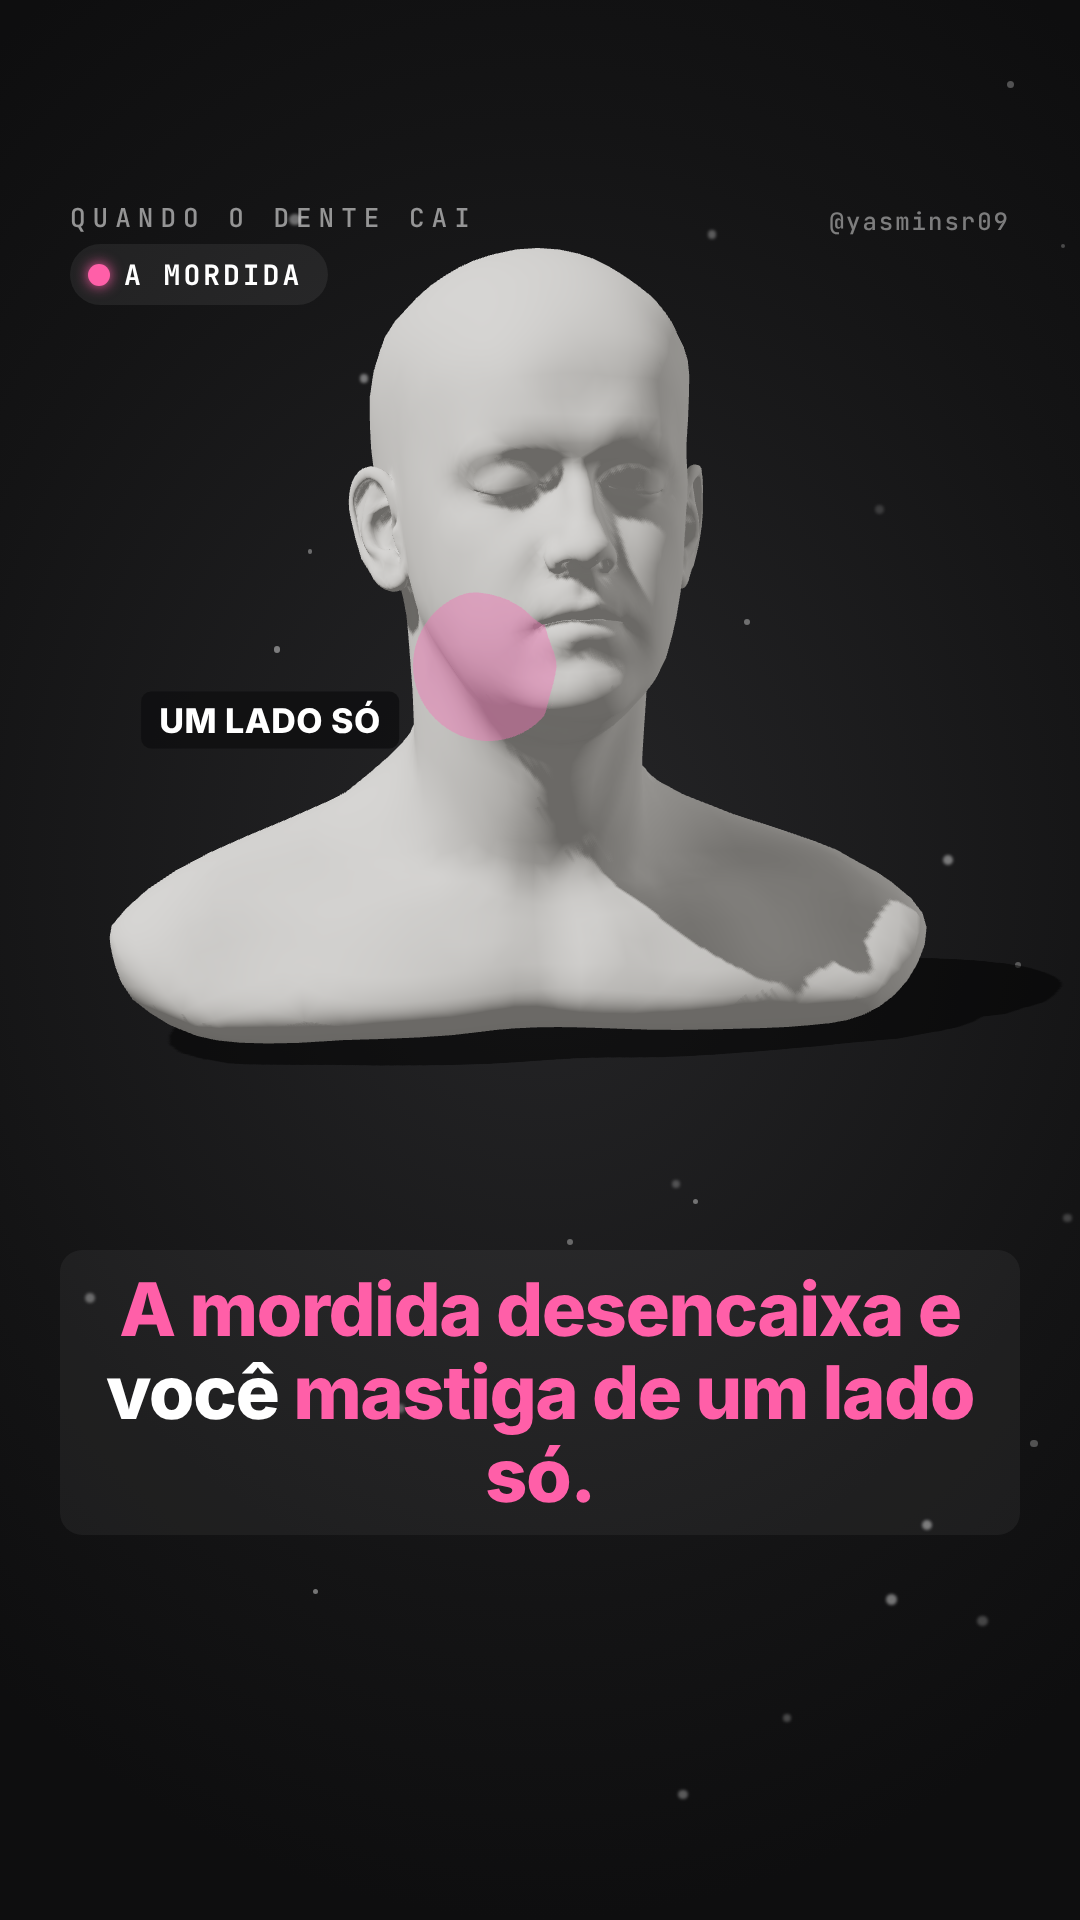 QUANDO O DENTE CAI
@yasminsr09
A MORDIDA
UM LADO SÓ
A mordida desencaixa e
você mastiga de um lado
só.